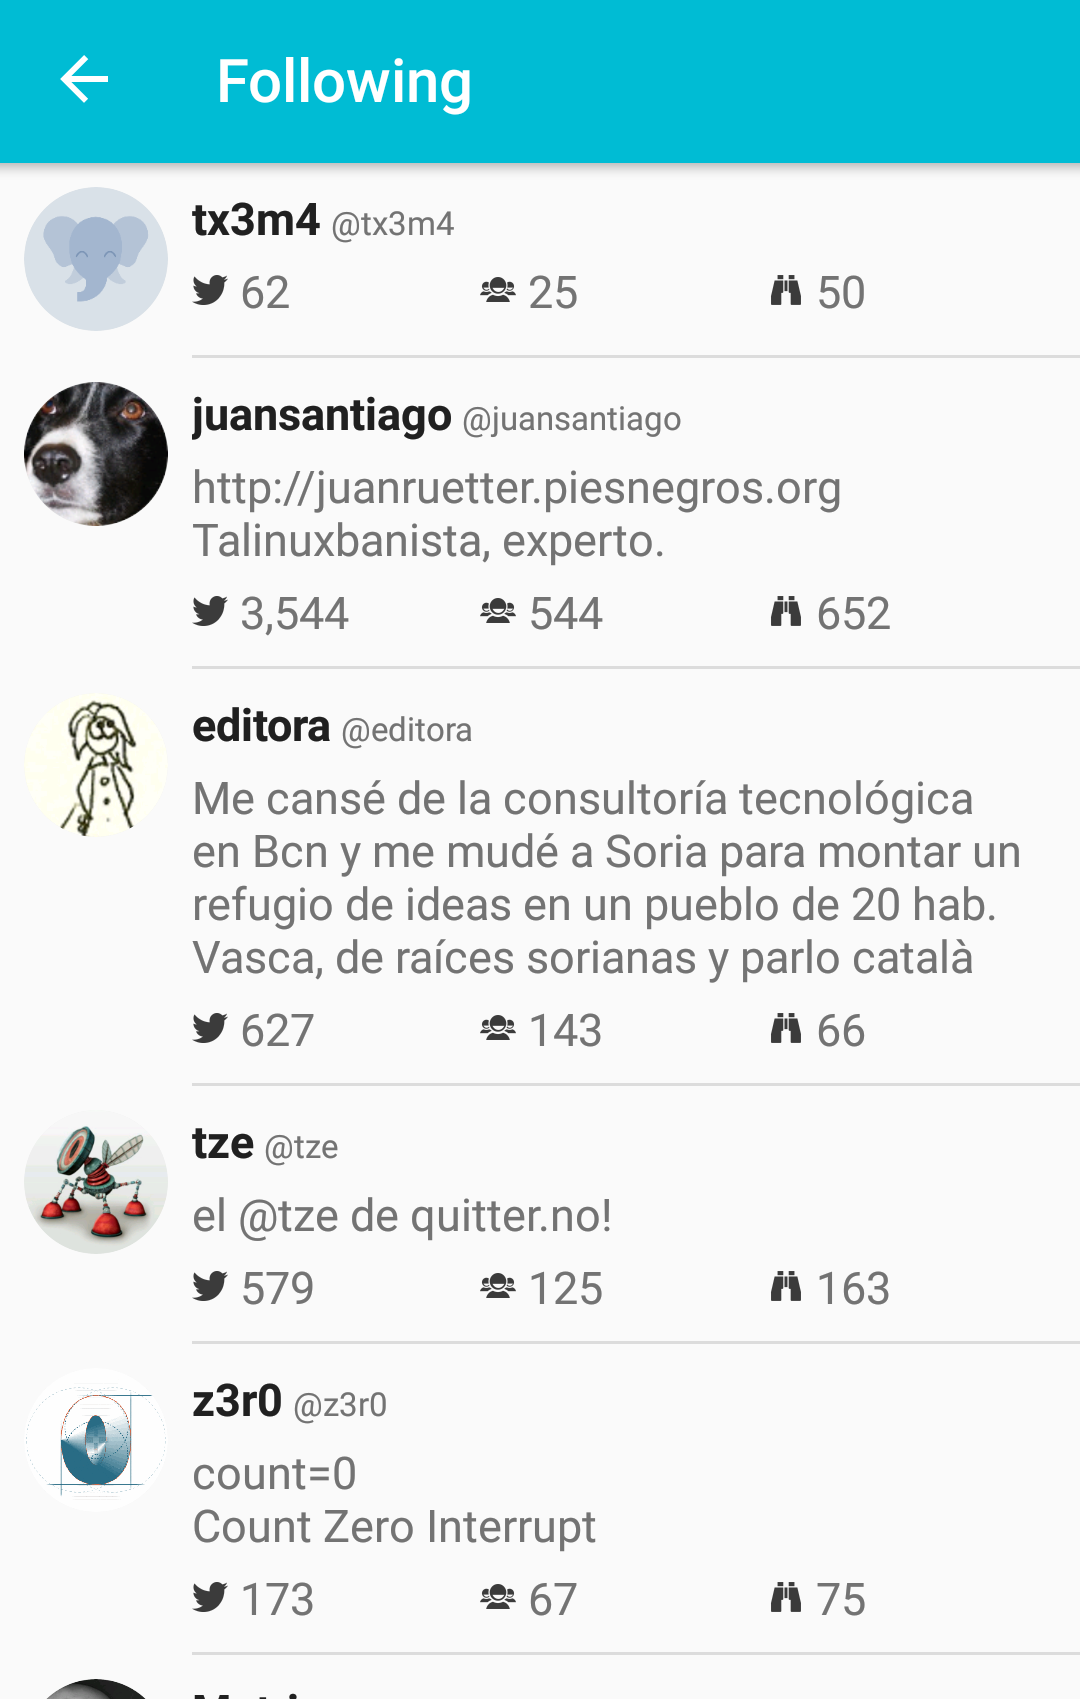 Following
tx3m4 @tx3m4
62 25 50
juansantiago @juansantiago
http://juanruetter.piesnegros.org
Talinuxbanista, experto.
3,544 544 652
editora @editora
Me cansé de la consultoría tecnológica
en Bcn y me mudé a Soria para montar un
refugio de ideas en un pueblo de 20 hab.
Vasca, de raíces sorianas y parlo català
627 143 66
tze @tze
el @tze de quitter.no!
579 125 163
z3r0 @z3r0
count=0
Count Zero Interrupt
173 67 75